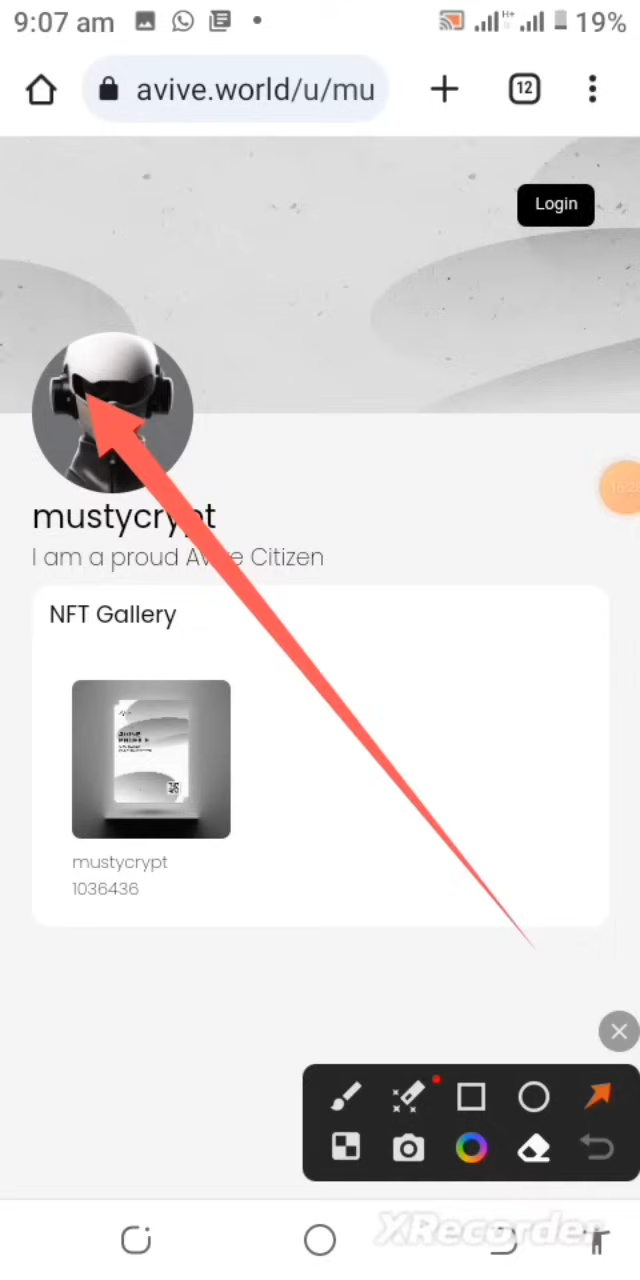 9:07 am H+ 19%
avive.world/u/mu 12
Login
mustycrypt
I am a proud Avive Citizen
NFT Gallery
mustycrypt
1036436
XRecorder